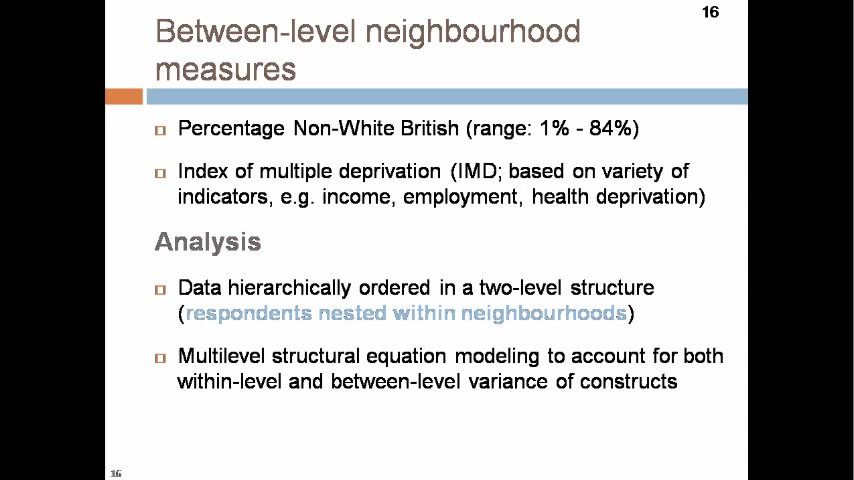 16
Between-level neighbourhood
measures
Percentage Non-White British (range: 1% - 84%)
Index of multiple deprivation (IMD; based on variety of
indicators, e.g. income, employment, health deprivation)
Analysis
Data hierarchically ordered in a two-level structure
(respondents nested within neighbourhoods)
Multilevel structural equation modeling to account for both
within-level and between-level variance of constructs
16